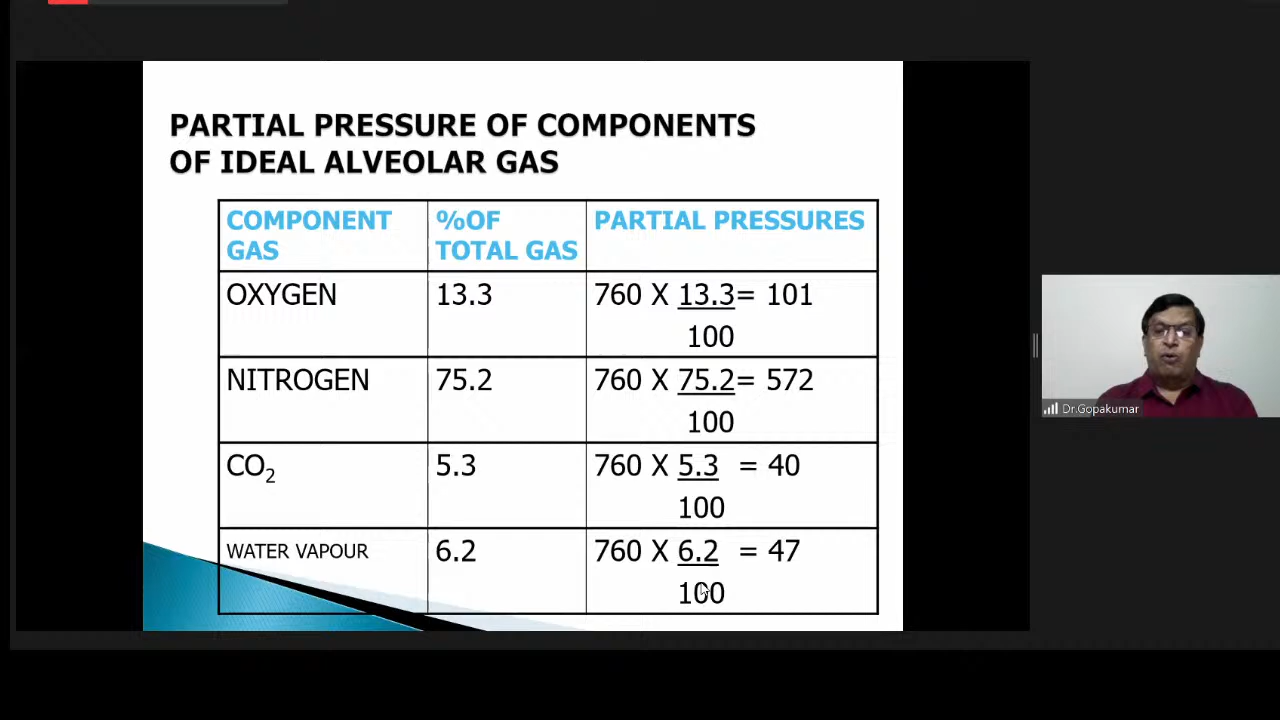 PARTIAL PRESSURE OF COMPONENTS
OF IDEAL ALVEOLAR GAS
COMPONENT
GAS
%OF
TOTAL GAS
PARTIAL PRESSURES
OXYGEN
13.3
760 X 13.3= 101
100
NITROGEN
75.2
760 X 75.2= 572
100
CO₂
5.3
760 X 5.3 = 40
100
WATER VAPOUR
6.2
760 X 6.2 = 47
100
Dr.Gopakumar